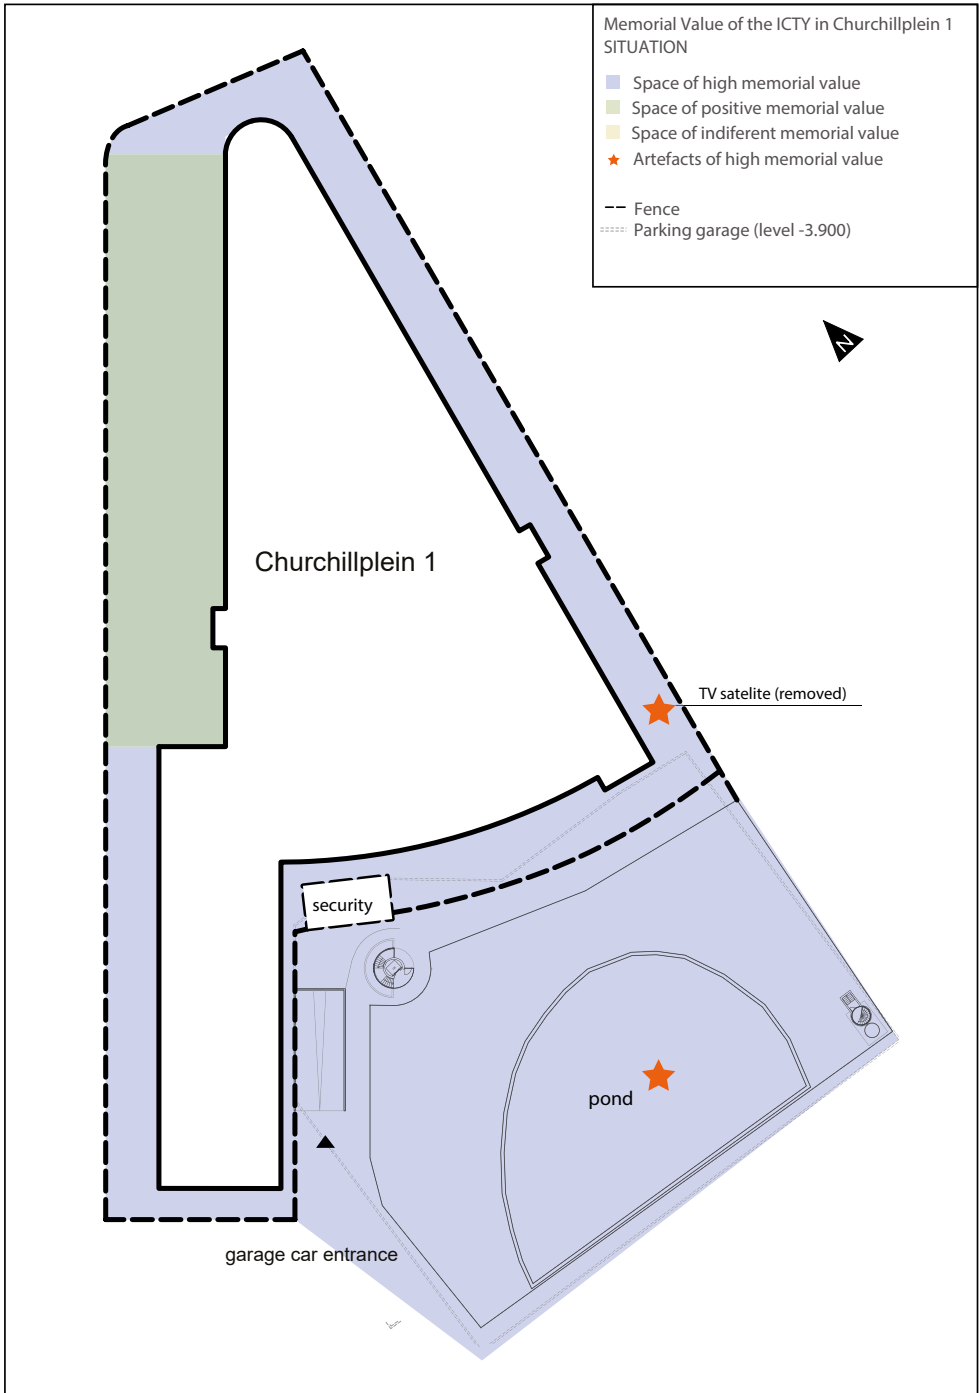 Memorial Value of the ICTY in Churchillplein 1
SITUATION
Space of high memorial value
Space of positive memorial value
Space of indiferent memorial value
Artefacts of high memorial value
Fence
Parking garage (level -3.900)
N
Churchillplein 1
TV satelite (removed)
security
pond
garage car entrance